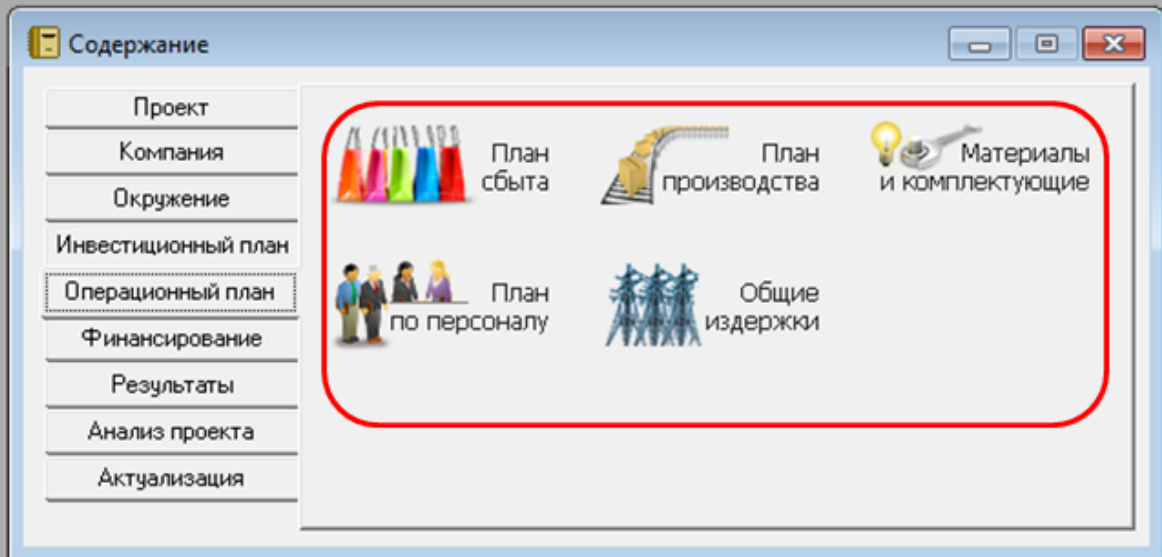 Содержание
Проект
Компания
Окружение
Инвестиционный план
Операционный план
Финансирование
Результаты
Анализ проекта
Актуализация
План
сбыта
План
производства
Материалы
и комплектующие
План
по персоналу
Общие
издержки